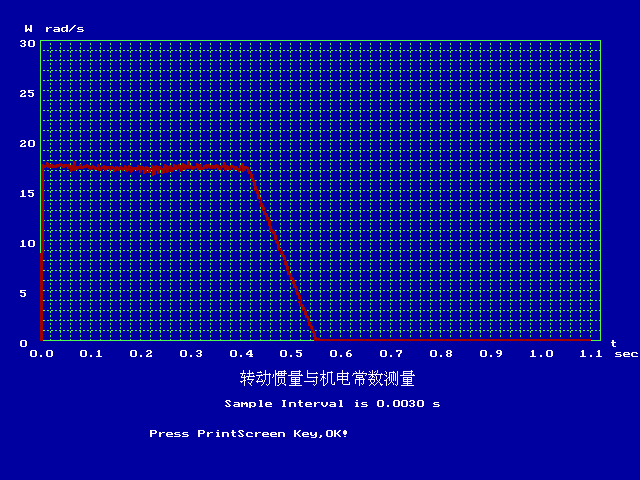 W rad/s
30
25
20
15
10
5
0
0.0 0.1 0.2 0.3 0.4 0.5 0.6 0.7 0.8 0.9 1.0 1.1
t
sec
转动惯量与机电常数测量
Sample Interval is 0.0030 s
Press PrintScreen Key,OK!